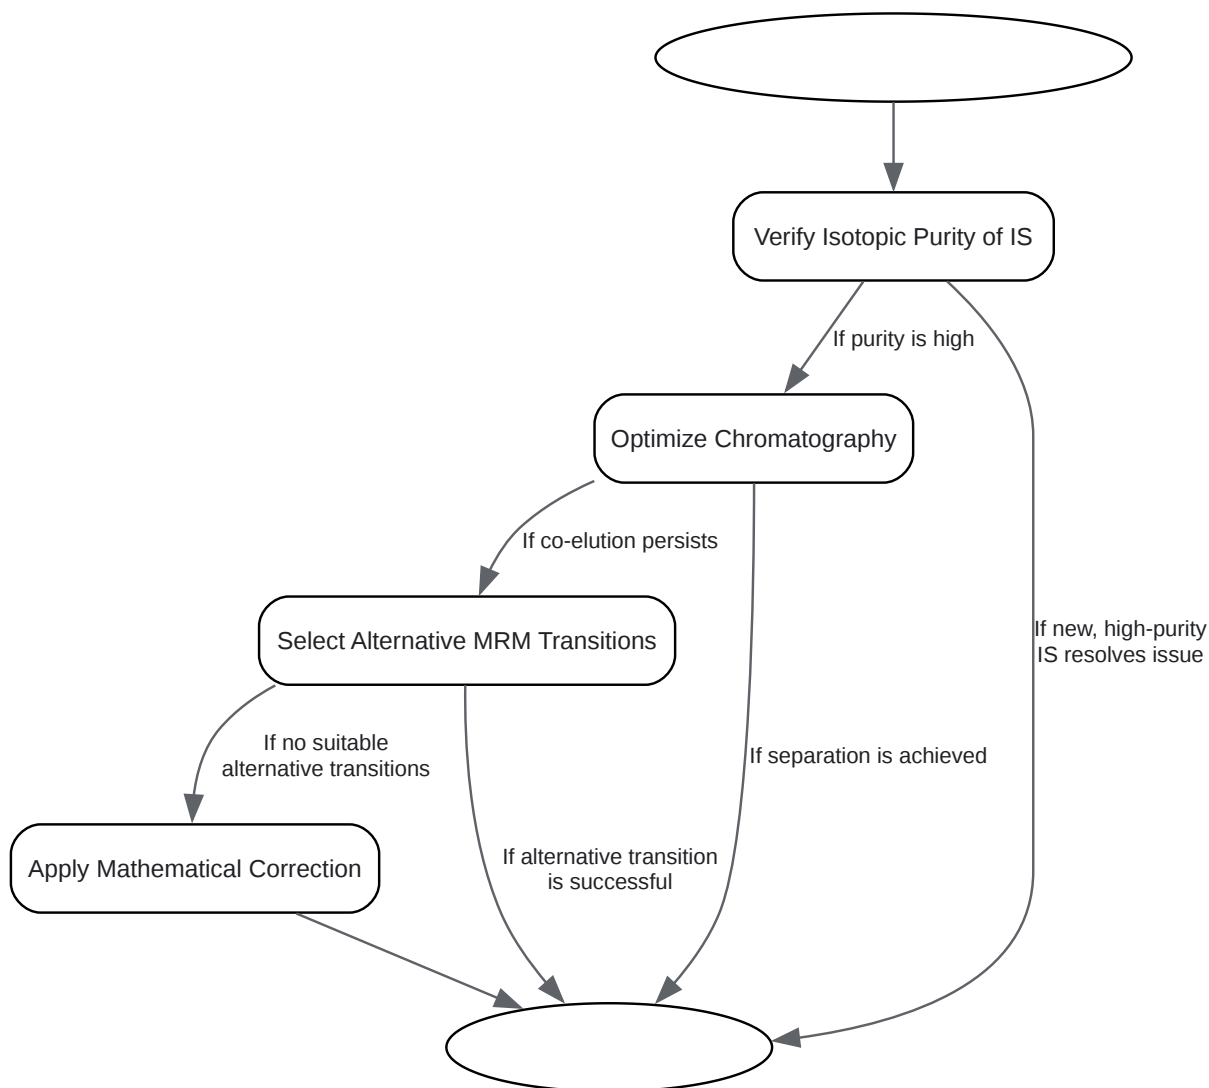 Verify Isotopic Purity of IS
If purity is high
Optimize Chromatography
If co-elution persists
Select Alternative MRM Transitions
If new, high-purity
IS resolves issue
If no suitable
alternative transitions
If separation is achieved
Apply Mathematical Correction
If alternative transition
is successful